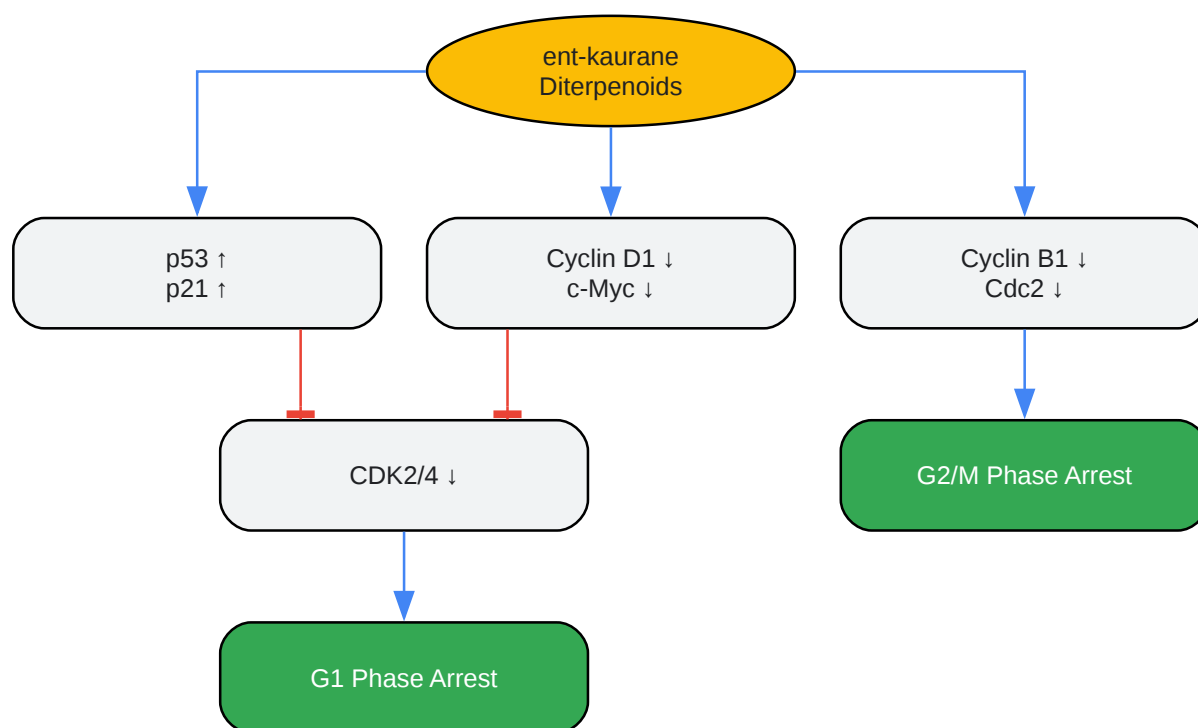 ent-kaurane
Diterpenoids
p53 ↑
p21 ↑
Cyclin D1 ↓
c-Myc ↓
Cyclin B1 ↓
Cdc2 ↓
CDK2/4 ↓
G2/M Phase Arrest
G1 Phase Arrest